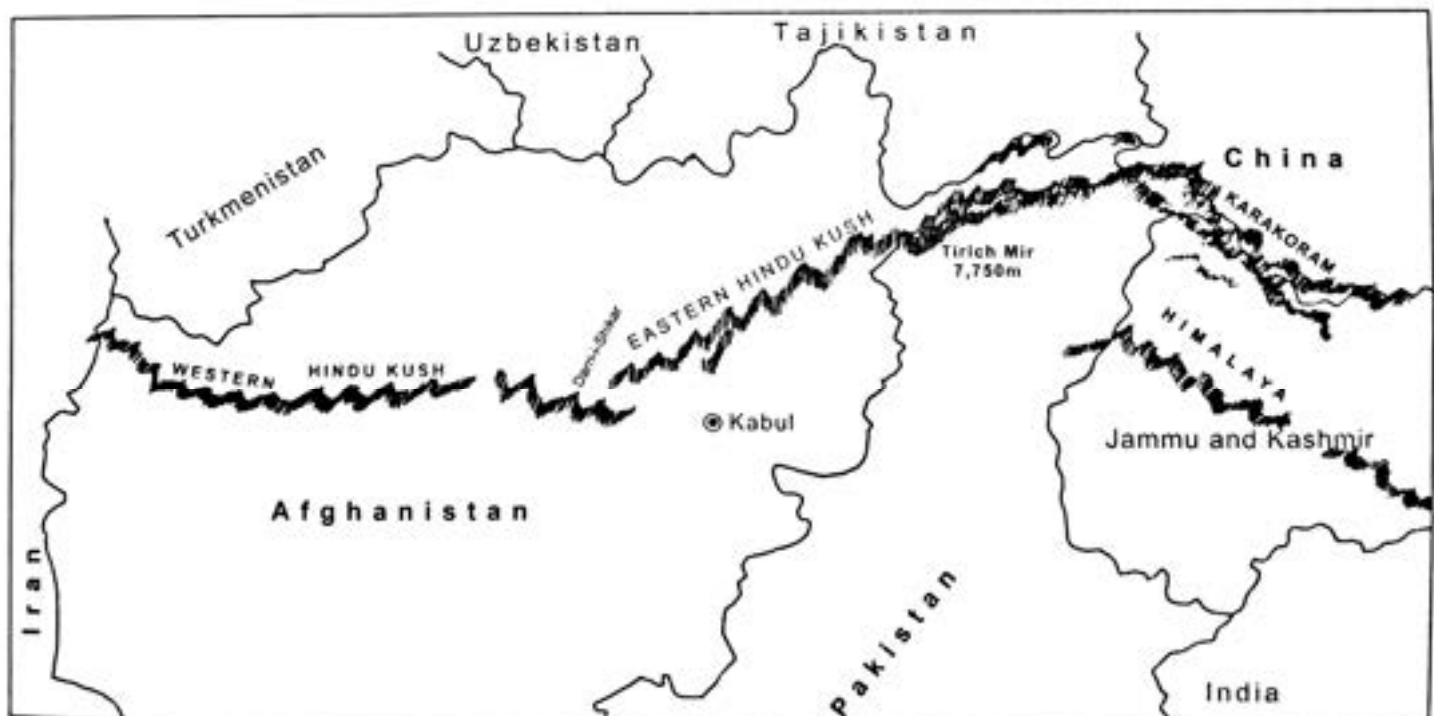 Uzbekistan
Tajikistan
Turkmenistan
China
KARAKORAM
EASTERN HINDU KUSH
Tirich Mir
7,750m
HIMALAYA
WESTERN HINDU KUSH
Kabul
Jammu and Kashmir
Afghanistan
Iran
Pakistan
India